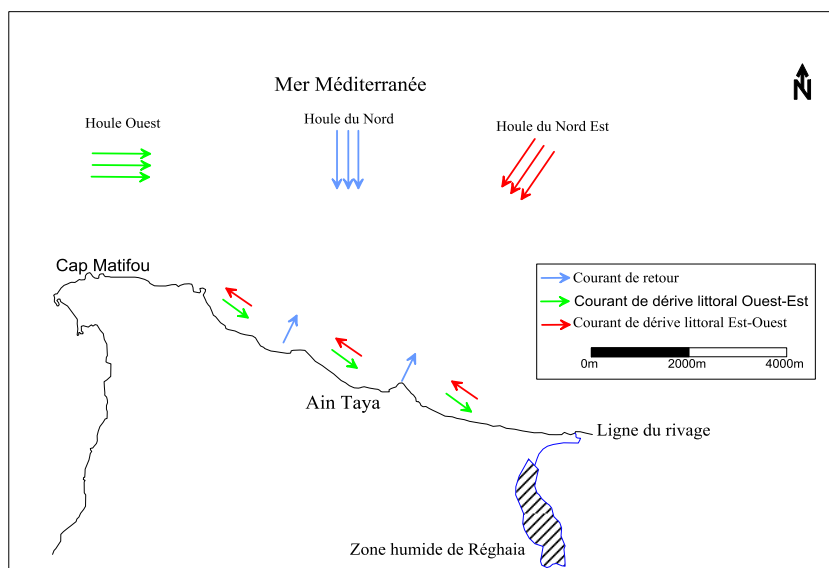 Mer Méditerranée
N
Houle Ouest
Houle du Nord
Houle du Nord Est
Cap Matifou
Courant de retour
Courant de dérive littoral Ouest-Est
Courant de dérive littoral Est-Ouest
0m 2000m 4000m
Ain Taya
Ligne du rivage
Zone humide de Réghaia